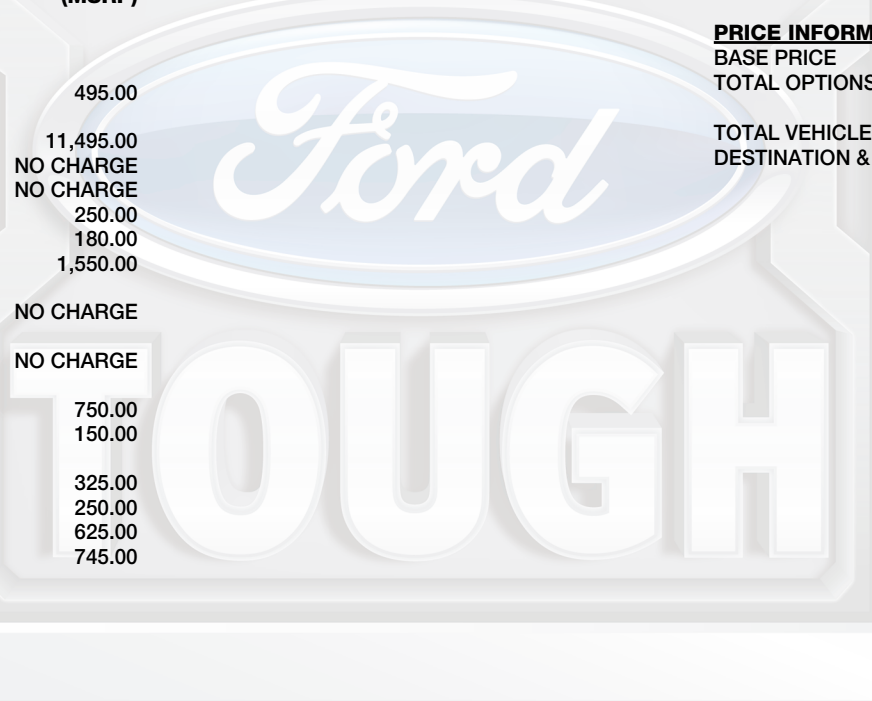 (MSRP)
495.00
11,495.00
NO CHARGE
NO CHARGE
250.00
180.00
1,550.00
NO CHARGE
NO CHARGE
750.00
150.00
325.00
250.00
625.00
745.00
PRICE INFORM
BASE PRICE
TOTAL OPTIONS
TOTAL VEHICLE
DESTINATION &
Ford
TOUGH